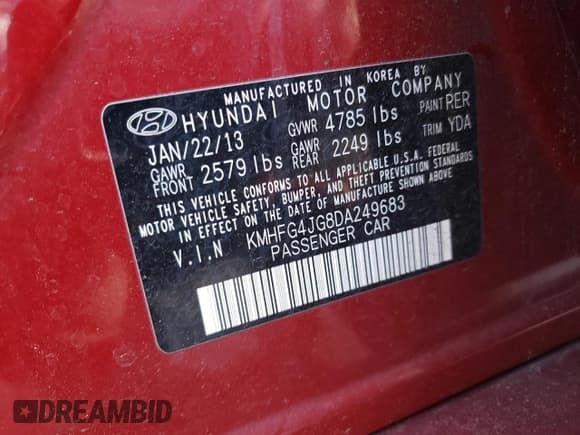 MANUFACTURED IN KOREA BY
HYUNDAI MOTOR COMPANY
JAN/22/13 GVWR 4785 lbs PAINT PER
GAWR FRONT 2579 lbs GAWR REAR 2249 lbs TRIM YDA
THIS VEHICLE CONFORMS TO ALL APPLICABLE U.S.A. FEDERAL
MOTOR VEHICLE SAFETY, BUMPER, AND THEFT PREVENTION STANDARDS
IN EFFECT ON THE DATE OF MANUFACTURE SHOWN ABOVE.
V.I.N KMHFG4JG8DA249683
PASSENGER CAR
DREAMBID